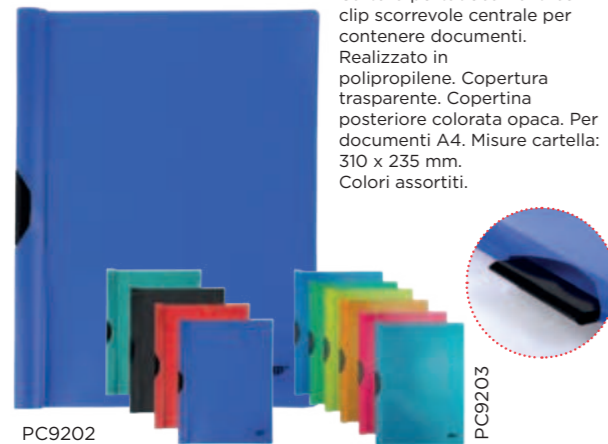 clip scorrevole centrale per
contenere documenti.
Realizzato in
polipropilene. Copertura
trasparente. Copertina
posteriore colorata opaca. Per
documenti A4. Misure cartella:
310 x 235 mm.
Colori assortiti.
PC9202
PC9203